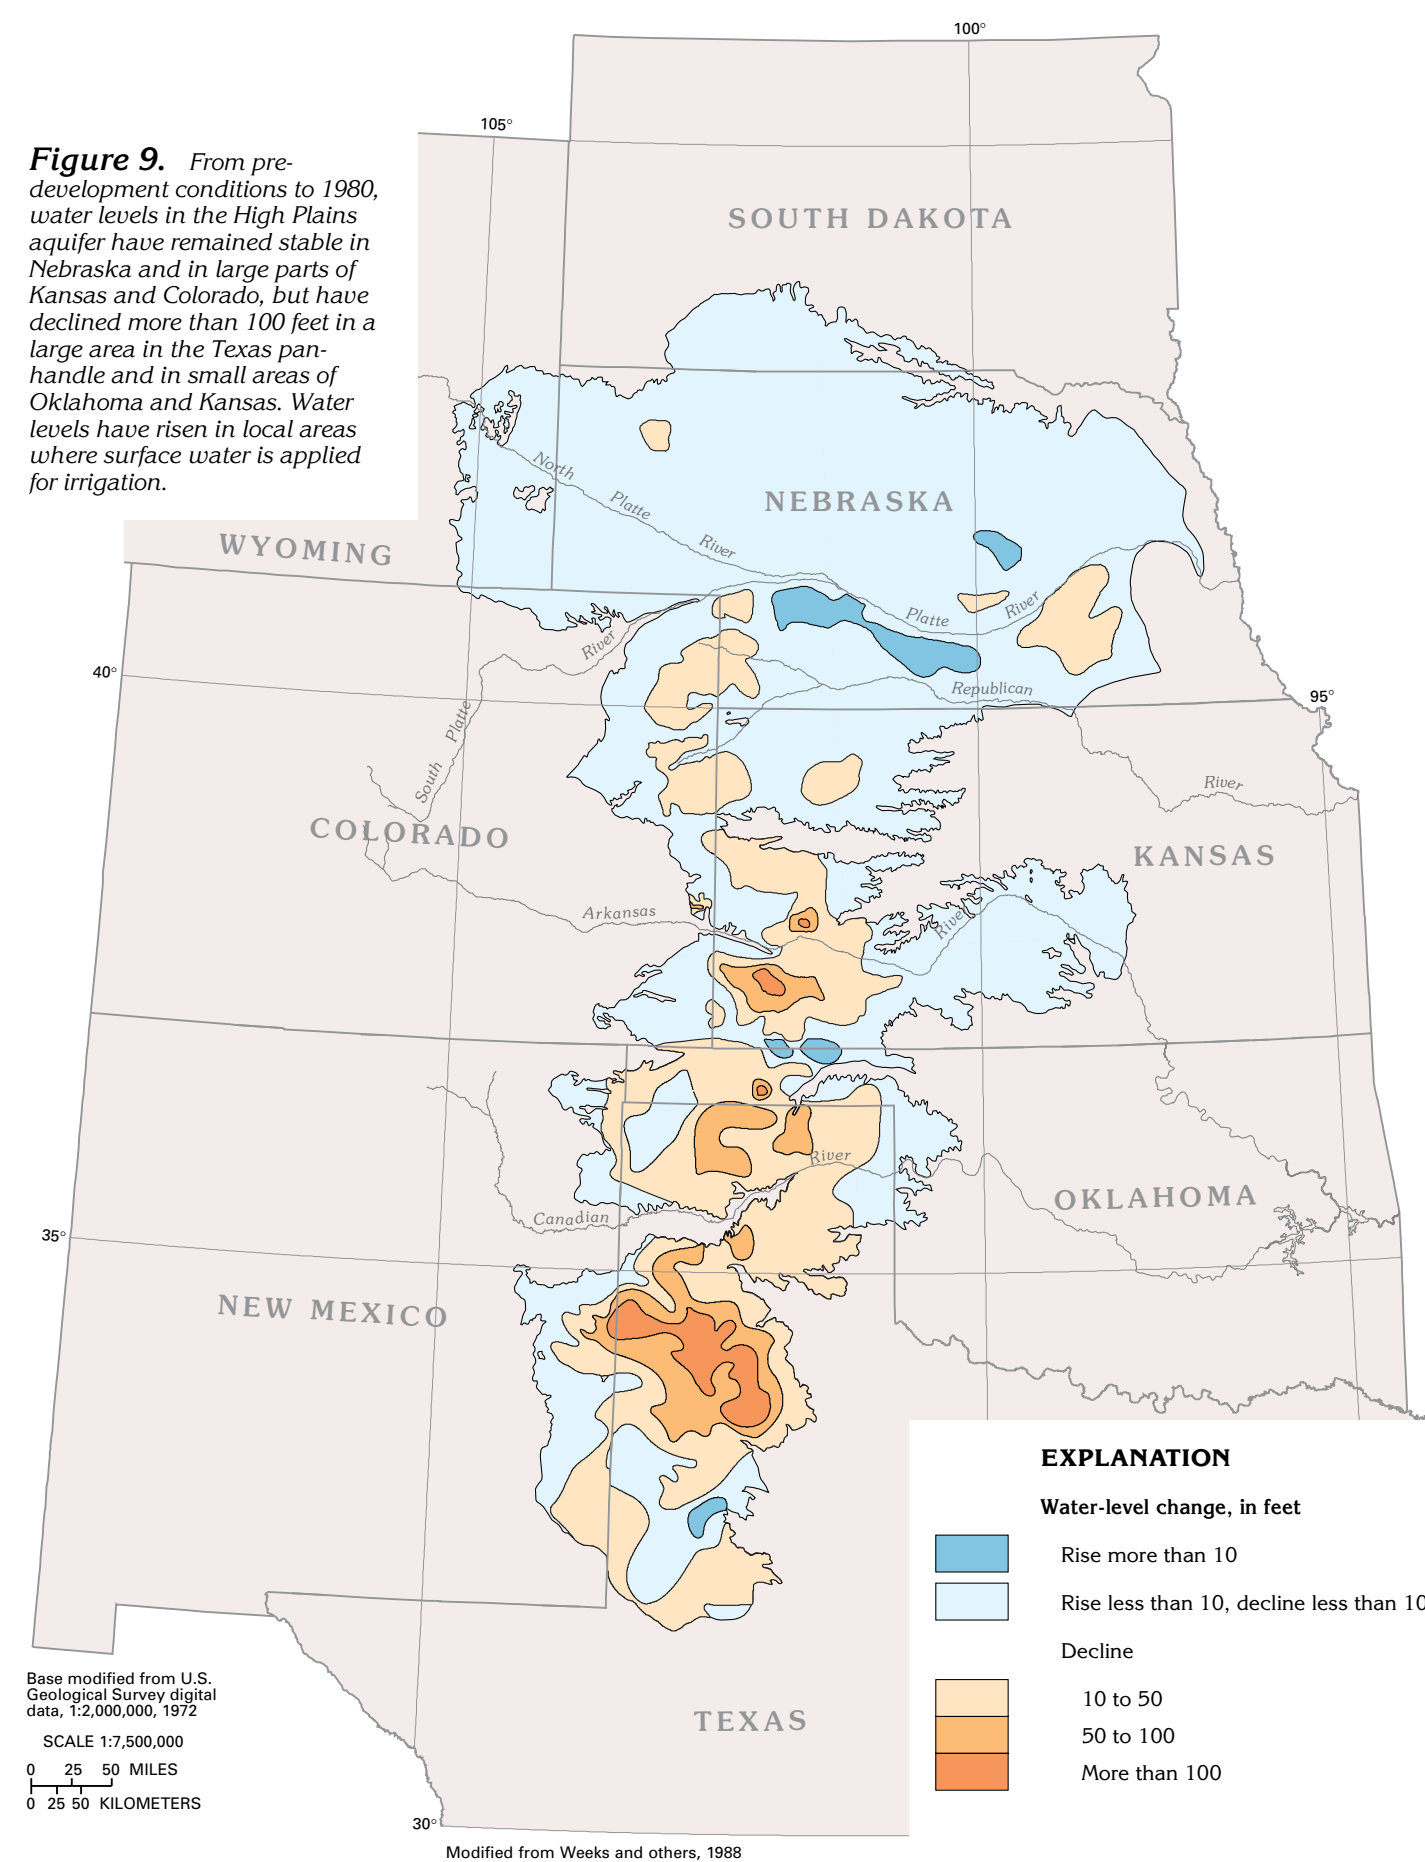 100°
105°
Figure 9. From pre-
development conditions to 1980,
water levels in the High Plains
aquifer have remained stable in
Nebraska and in large parts of
Kansas and Colorado, but have
declined more than 100 feet in a
large area in the Texas pan-
handle and in small areas of
Oklahoma and Kansas. Water
levels have risen in local areas
where surface water is applied
for irrigation.
SOUTH DAKOTA
North
Platte
River
NEBRASKA
WYOMING
Platte
River
River
40°
Republican
95°
South Platte
River
COLORADO
KANSAS
Arkansas
River
River
OKLAHOMA
Canadian
35°
NEW MEXICO
EXPLANATION
Water-level change, in feet
Rise more than 10
Rise less than 10, decline less than 10
Decline
10 to 50
50 to 100
More than 100
TEXAS
Base modified from U.S.
Geological Survey digital
data, 1:2,000,000, 1972
SCALE 1:7,500,000
0 25 50 MILES
0 25 50 KILOMETERS
30°
Modified from Weeks and others, 1988